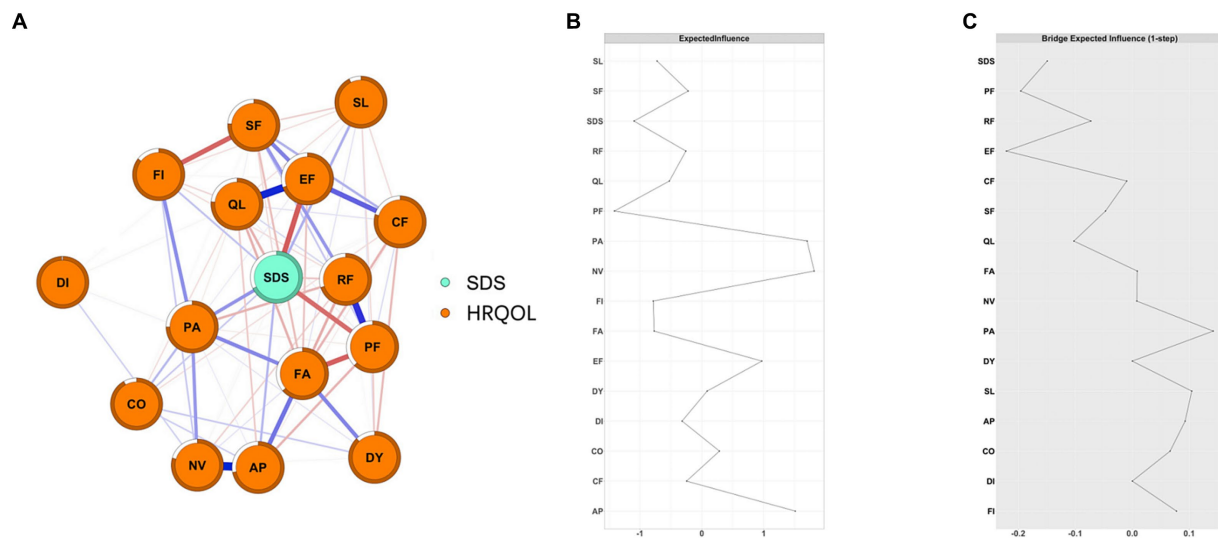 A
B
C
SL
SF
FI
EF
QL
CF
DI
SDS
RF
PA
PF
FA
CO
NV
AP
DY
SDS
HRQOL
ExpectedInfluence
SL
SF
SDS
RF
QL
PF
PA
NV
FI
FA
EF
DY
DI
CO
CF
AP
-1 0 1
Bridge Expected Influence (1-step)
SDS
PF
RF
EF
CF
SF
QL
FA
NV
PA
DY
SL
AP
CO
DI
FI
-0.2 -0.1 0.0 0.1